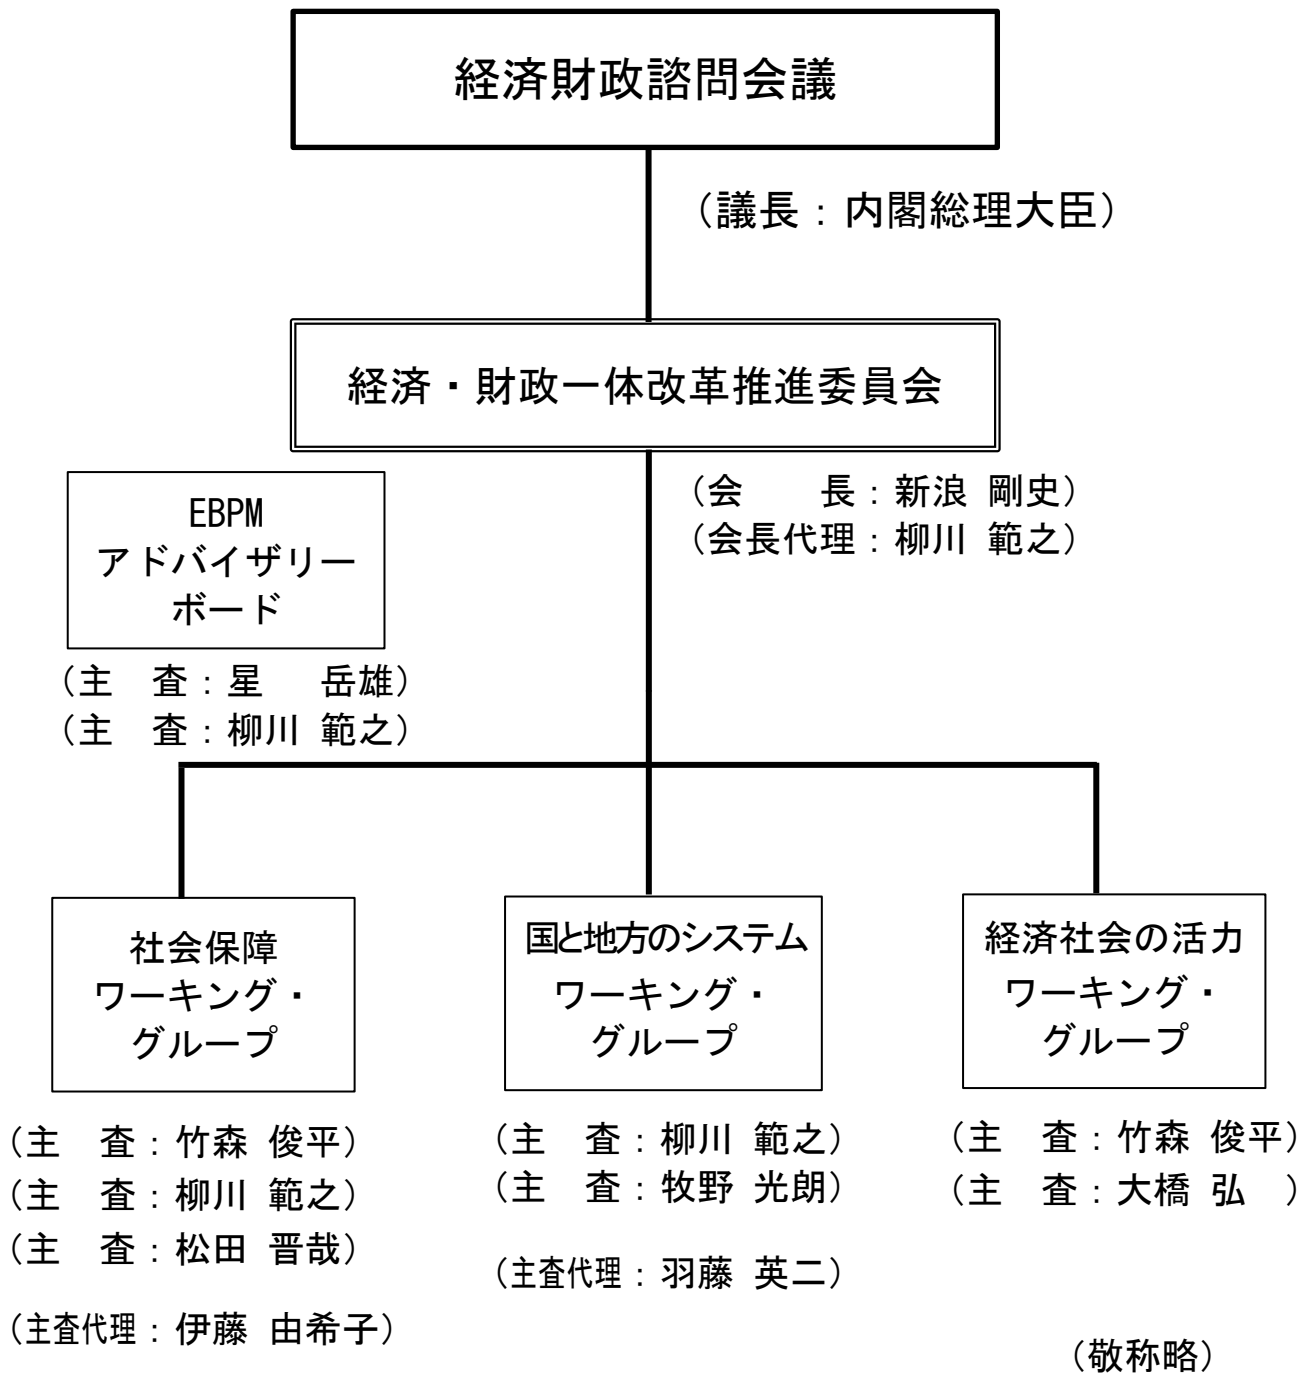 経済財政諮問会議
（議長：内閣総理大臣）
経済・財政一体改革推進委員会
（会　　長：新浪 剛史）
（会長代理：柳川 範之）
EBPM
アドバイザリー
ボード
（主　査：星　岳雄）
（主　査：柳川 範之）
社会保障
ワーキング・
グループ
（主　査：竹森 俊平）
（主　査：柳川 範之）
（主　査：松田 晋哉）
（主査代理：伊藤 由希子）
国と地方のシステム
ワーキング・
グループ
（主　査：柳川 範之）
（主　査：牧野 光朗）
（主査代理：羽藤 英二）
経済社会の活力
ワーキング・
グループ
（主　査：竹森 俊平）
（主　査：大橋 弘　）
（敬称略）